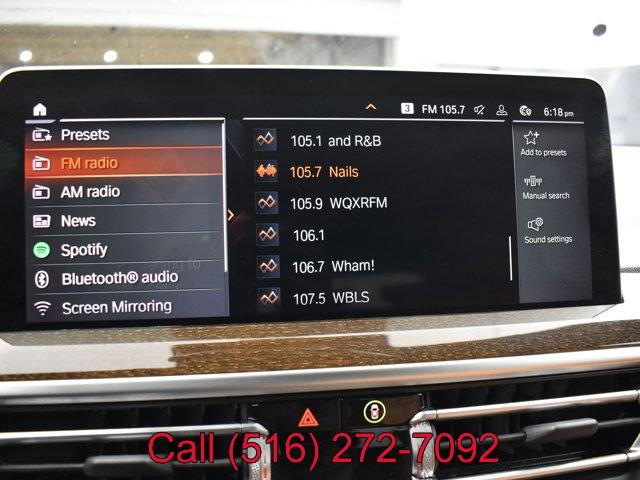 3 FM 105.7 6:18 pm
Presets
FM radio
AM radio
News
Spotify
Bluetooth® audio
Screen Mirroring
105.1 and R&B
105.7 Nails
105.9 WQXRFM
106.1
106.7 Wham!
107.5 WBLS
Add to presets
Manual search
Sound settings
Call (516) 272-7092